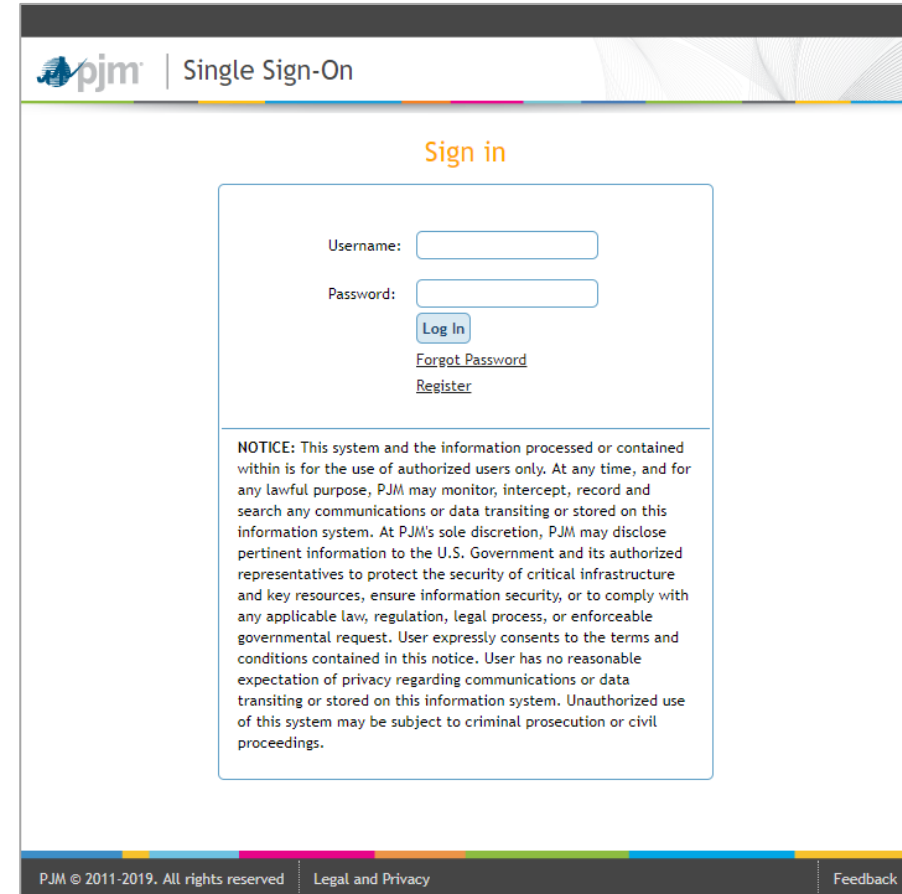 pjm Single Sign-On
Sign in
Username:
Password:
Log In
Forgot Password
Register
NOTICE: This system and the information processed or contained
within is for the use of authorized users only. At any time, and for
any lawful purpose, PJM may monitor, intercept, record and
search any communications or data transiting or stored on this
information system. At PJM's sole discretion, PJM may disclose
pertinent information to the U.S. Government and its authorized
representatives to protect the security of critical infrastructure
and key resources, ensure information security, or to comply with
any applicable law, regulation, legal process, or enforceable
governmental request. User expressly consents to the terms and
conditions contained in this notice. User has no reasonable
expectation of privacy regarding communications or data
transiting or stored on this information system. Unauthorized use
of this system may be subject to criminal prosecution or civil
proceedings.
PJM © 2011-2019. All rights reserved Legal and Privacy Feedback